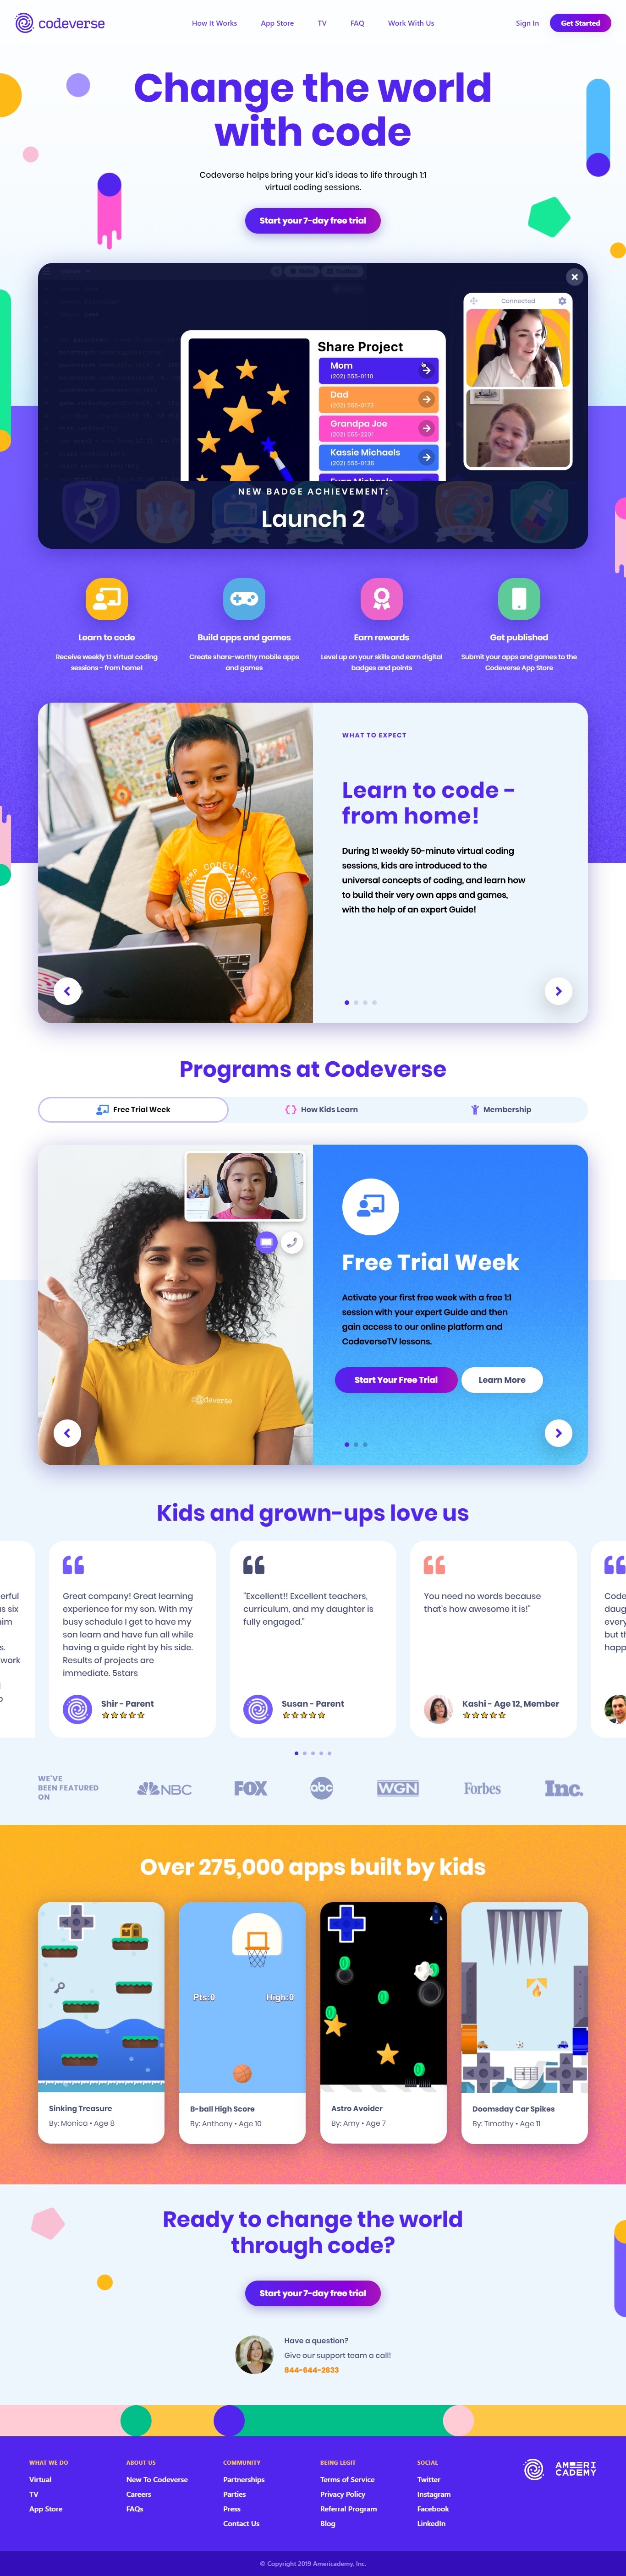 codeverse
How It Works
App Store
TV
FAQ
Work With Us
Sign In
Get Started
Change the world
with code
Codeverse helps bring your kid's ideas to life through 1:1
virtual coding sessions.
Start your 7-day free trial
Connected
Share Project
Mom
(202) 555-0110
Dad
(202) 555-0173
Grandpa Joe
(202) 555-2201
Kassie Michaels
(202) 555-0136
NEW BADGE ACHIEVEMENT:
Launch 2
Learn to code
Receive weekly 1:1 virtual coding
sessions - from home!
Build apps and games
Create share-worthy mobile apps
and games
Earn rewards
Level up on your skills and earn digital
badges and points
Get published
Submit your apps and games to the
Codeverse App Store
WHAT TO EXPECT
Learn to code -
from home!
During 1:1 weekly 50-minute virtual coding
sessions, kids are introduced to the
universal concepts of coding, and learn how
to build their very own apps and games,
with the help of an expert Guide!
Programs at Codeverse
Free Trial Week
How Kids Learn
Membership
codeverse
Free Trial Week
Activate your first free week with a free 1:1
session with your expert Guide and then
gain access to our online platform and
CodeverseTV lessons.
Start Your Free Trial
Learn More
Kids and grown-ups love us
Great company! Great learning
experience for my son. With my
busy schedule I get to have my
son learn and have fun all while
having a guide right by his side.
Results of projects are
immediate. 5stars
Shir - Parent
"Excellent!! Excellent teachers,
curriculum, and my daughter is
fully engaged."
Susan - Parent
You need no words because
that's how awesome it is!"
Kashi - Age 12, Member
WE'VE
BEEN FEATURED
ON
NBC
FOX
abc
WGN
Forbes
Inc.
Over 275,000 apps built by kids
Sinking Treasure
By: Monica • Age 8
Pts:0
High:0
B-ball High Score
By: Anthony • Age 10
Astro Avoider
By: Amy • Age 7
Doomsday Car Spikes
By: Timothy • Age 11
Ready to change the world
through code?
Start your 7-day free trial
Have a question?
Give our support team a call!
844-644-2633
WHAT WE DO
Virtual
TV
App Store
ABOUT US
New To Codeverse
Careers
FAQs
COMMUNITY
Partnerships
Parties
Press
Contact Us
BEING LEGIT
Terms of Service
Privacy Policy
Referral Program
Blog
SOCIAL
Twitter
Instagram
Facebook
LinkedIn
AMERI
CADEMY
© Copyright 2019 Americademy, Inc.